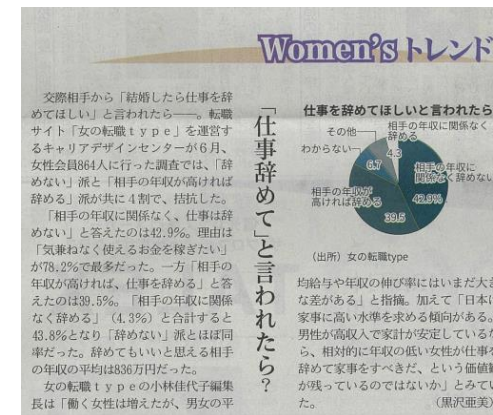 Women's トレンド
「仕事辞めて」と言われたら?
交際相手から「結婚したら仕事を辞
めてほしい」と言われたら――。転職
サイト「女の転職ｔｙｐｅ」を運営す
るキャリアデザインセンターが６月、
女性会員864人に行った調査では、「辞
めない」派と「相手の年収が高ければ
辞める」派が共に４割で、拮抗した。
「相手の年収に関係なく、仕事は辞
めない」と答えたのは42.9%。理由は
「気兼ねなく使えるお金を稼ぎたい」
が78.2%で最多だった。一方「相手の
年収が高ければ、仕事を辞める」と答
えたのは39.5%。「相手の年収に関係
なく辞める」（4.3%）と合計すると
43.8%となり「辞めない」派とほぼ同
率だった。辞めてもいいと思える相手
の年収の平均は836万円だった。
女の転職ｔｙｐｅの小林佳代子編集
長は「働く女性は増えたが、男女の平
仕事を辞めてほしいと言われたら
相手の年収に関係なく
辞める
4.3
その他
わからない
6.7
相手の年収に
関係なく辞めない
42.9%
相手の年収が
高ければ辞める
39.5
（出所）女の転職type
均給与や年収の伸び率にはいまだ大き
な差がある」と指摘。加えて「日本は
家事に高い水準を求める傾向がある。
男性が高収入で家計が安定しているな
ら、相対的に年収の低い女性が仕事を
辞めて家事をすべきだ、という価値観
が残っているのではないか」とみてい
た。（黒沢亜美）